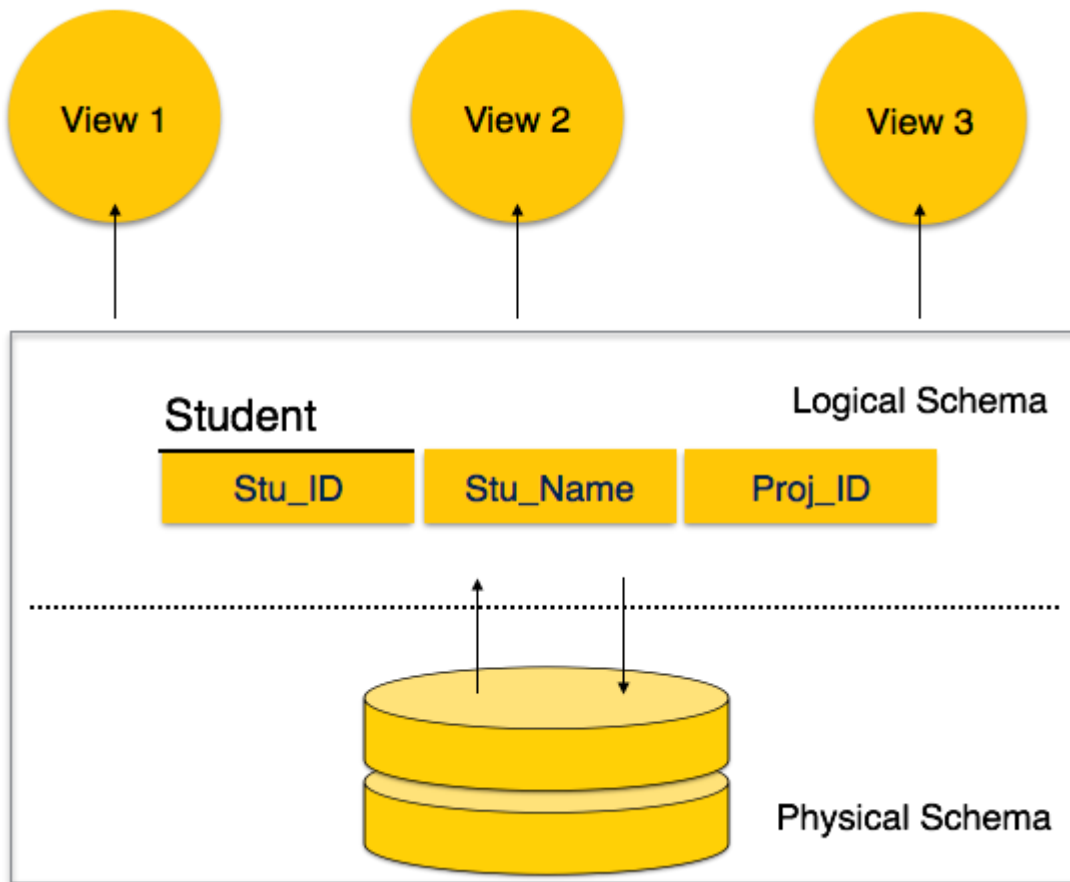 View 1
View 2
View 3
Logical Schema
Student
Stu_ID
Stu_Name
Proj_ID
Physical Schema